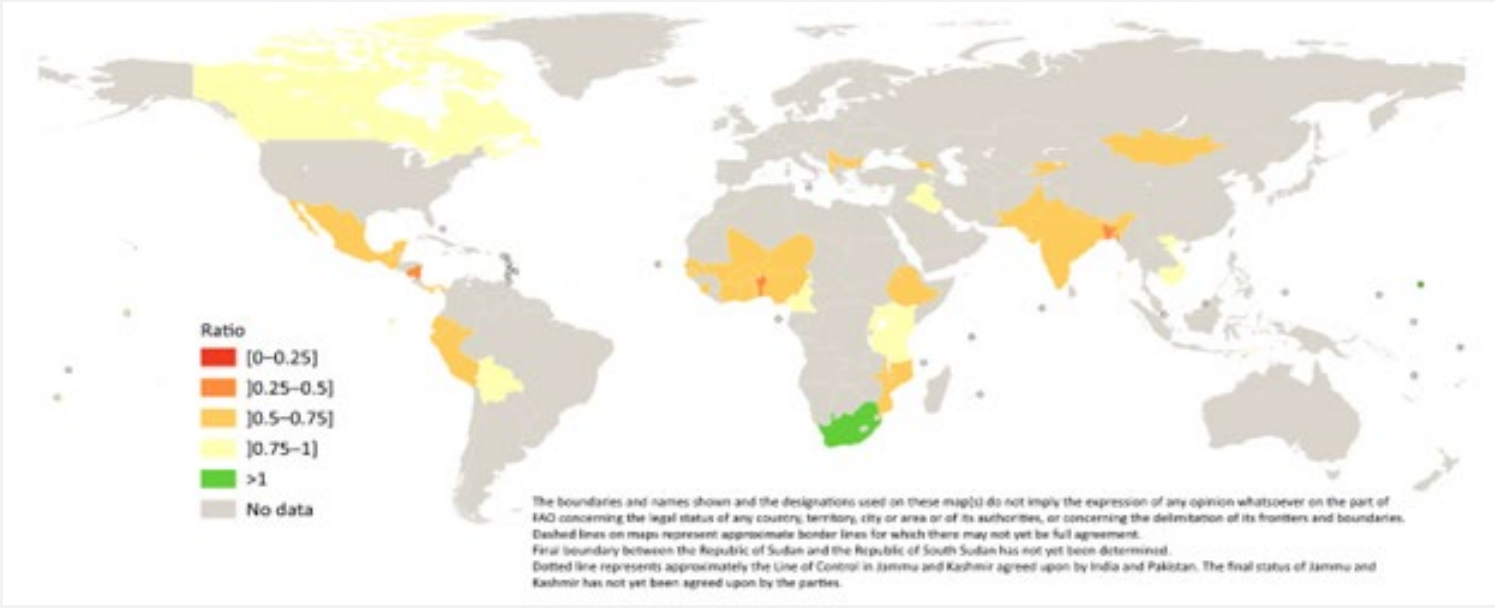 Ratio
[0–0.25]
]0.25–0.5]
]0.5–0.75]
]0.75–1]
>1
No data
The boundaries and names shown and the designations used on these map(s) do not imply the expression of any opinion whatsoever on the part of
FAO concerning the legal status of any country, territory, city or area or of its authorities, or concerning the delimitation of its frontiers and boundaries.
Dashed lines on maps represent approximate border lines for which there may not yet be full agreement.
Final boundary between the Republic of Sudan and the Republic of South Sudan has not yet been determined.
Dotted line represents approximately the Line of Control in Jammu and Kashmir agreed upon by India and Pakistan. The final status of Jammu and
Kashmir has not yet been agreed upon by the parties.